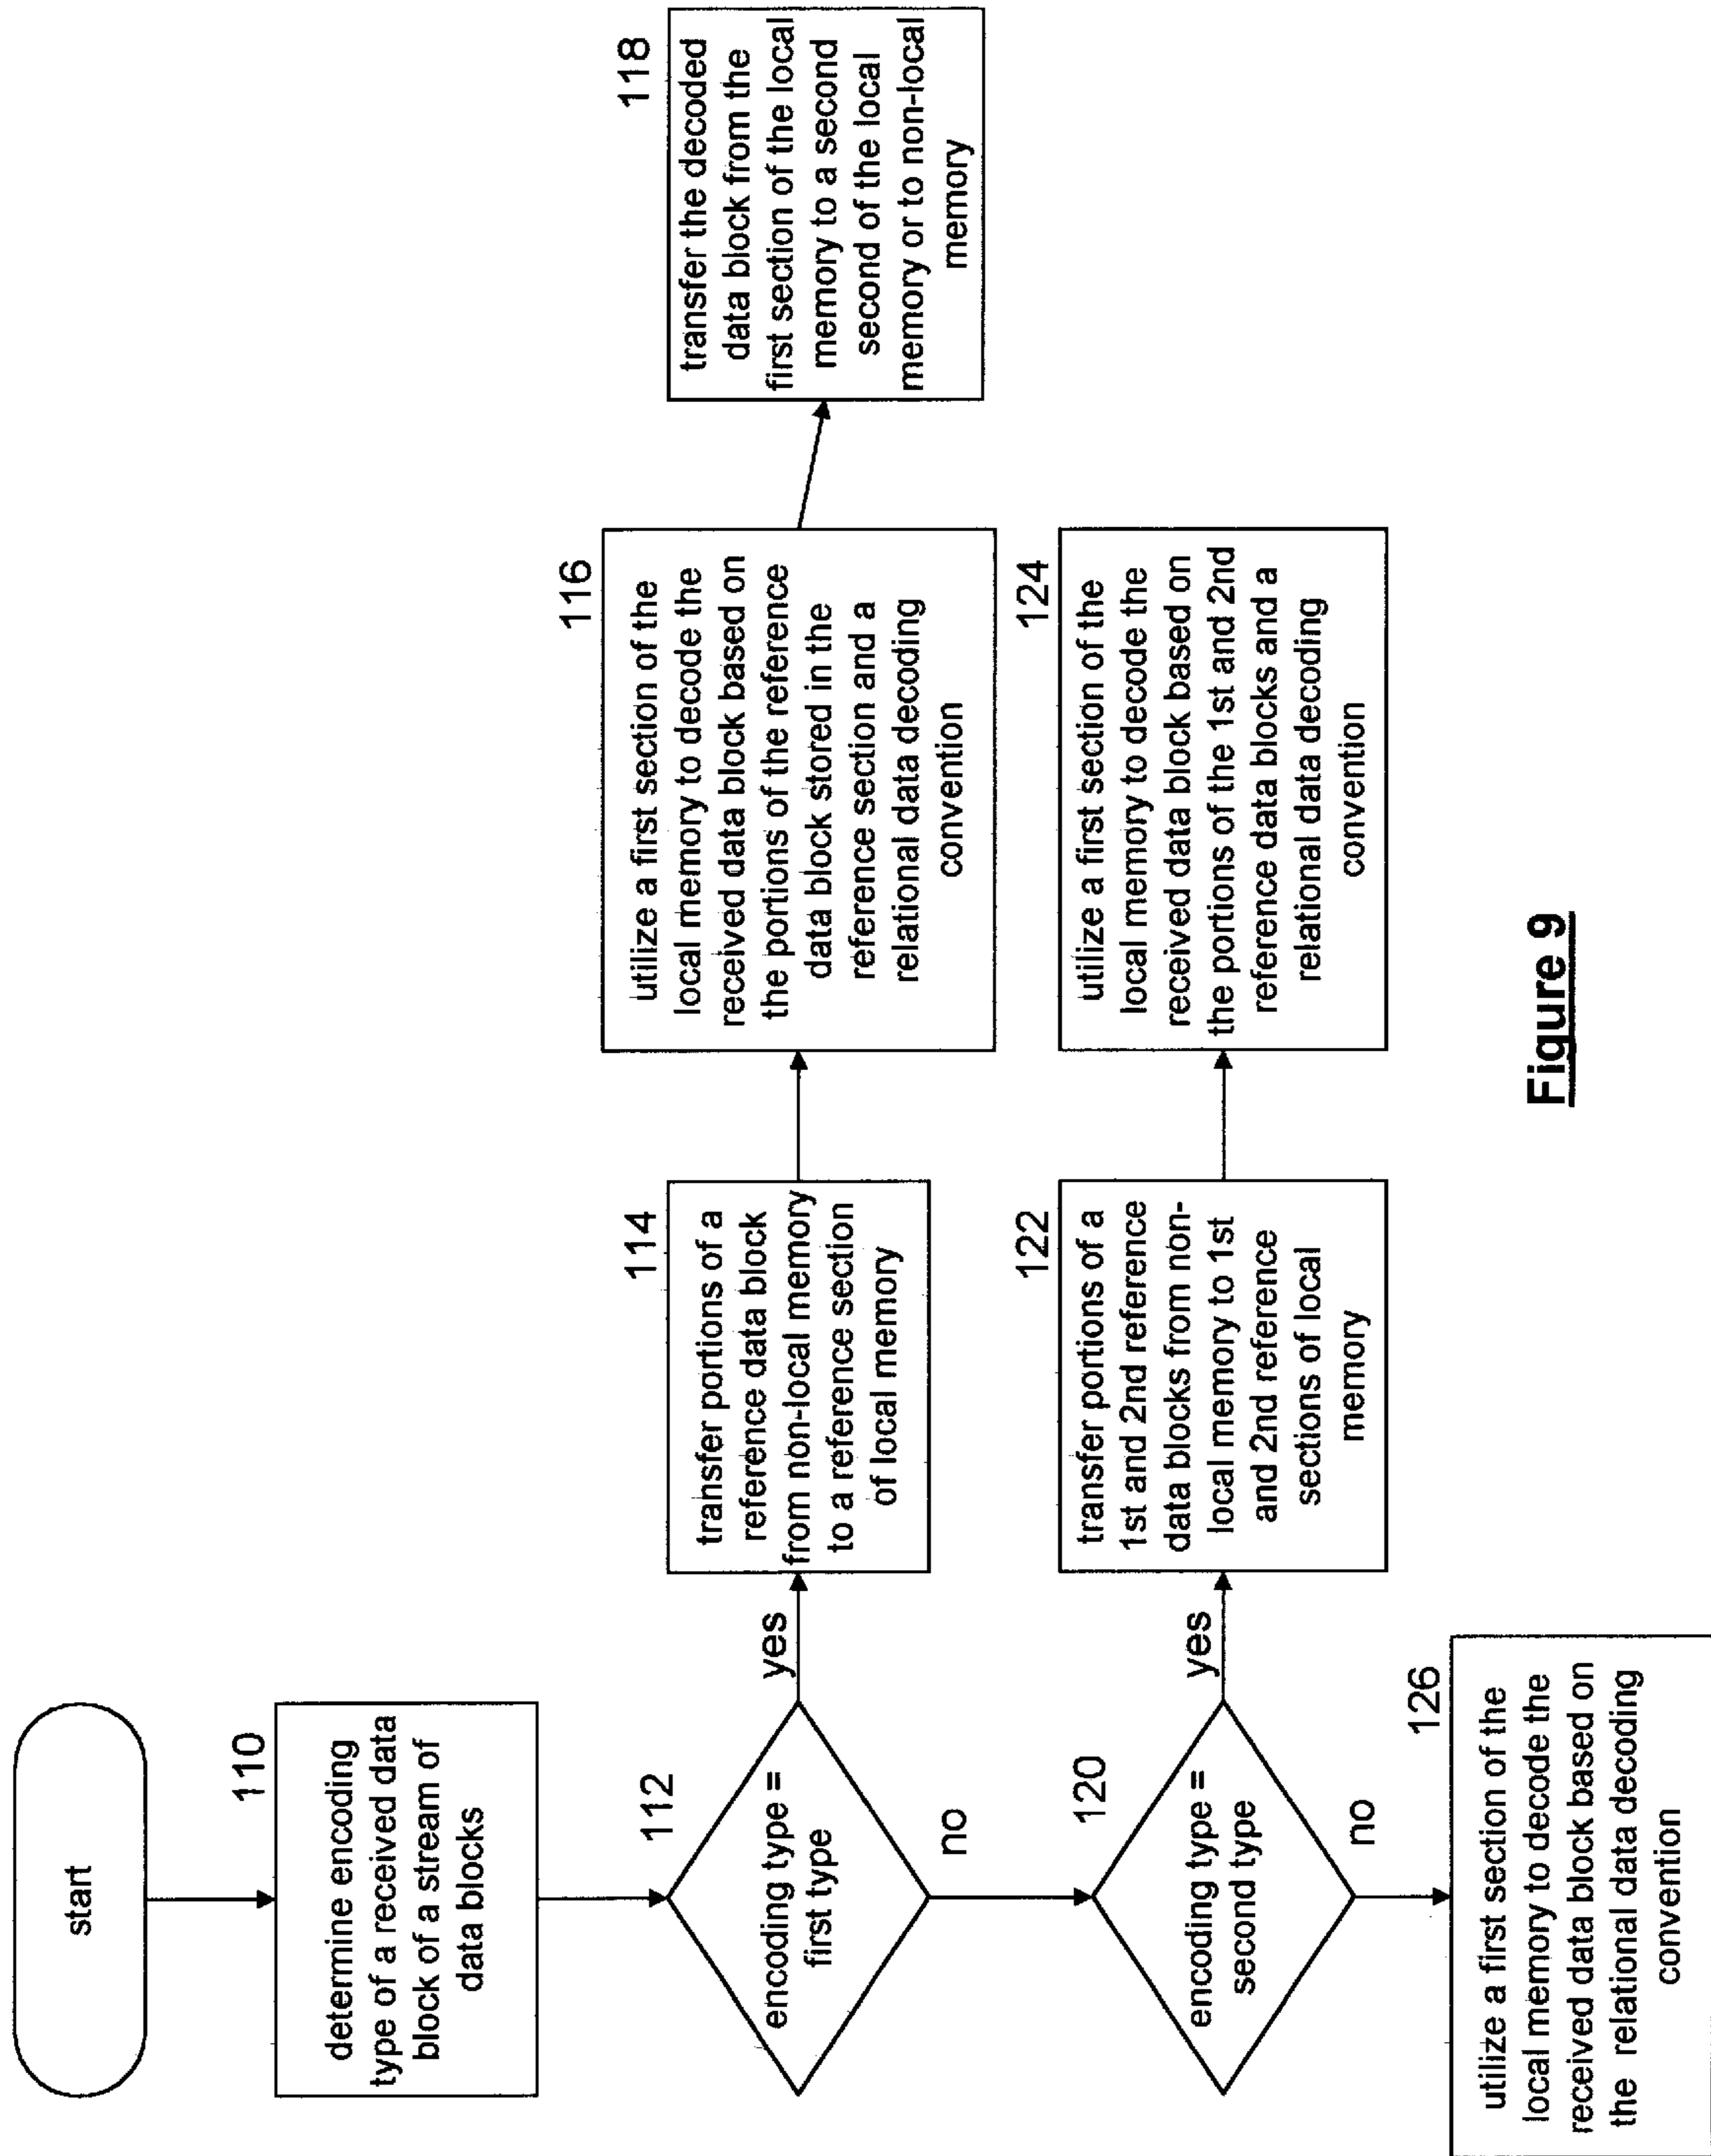 start
110
determine encoding
type of a received data
block of a stream of
data blocks
112
encoding type =
first type
yes
no
114
transfer portions of a
reference data block
from non-local memory
to a reference section
of local memory
116
utilize a first section of the
local memory to decode the
received data block based on
the portions of the reference
data block stored in the
reference section and a
relational data decoding
convention
118
transfer the decoded
data block from the
first section of the local
memory to a second
second of the local
memory or to non-local
memory
120
encoding type =
second type
yes
no
122
transfer portions of a
1st and 2nd reference
data blocks from non-
local memory to 1st
and 2nd reference
sections of local
memory
124
utilize a first section of the
local memory to decode the
received data block based on
the portions of the 1st and 2nd
reference data blocks and a
relational data decoding
convention
126
utilize a first section of the
local memory to decode the
received data block based on
the relational data decoding
convention
Figure 9